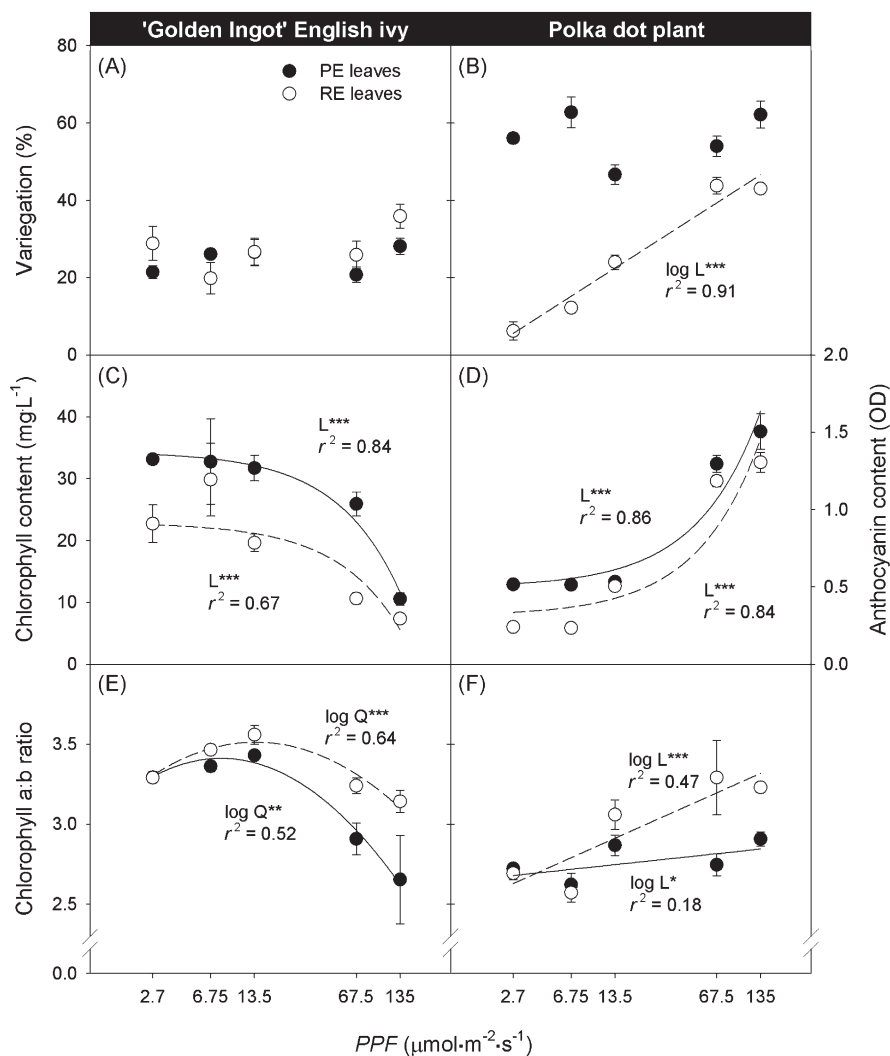 'Golden Ingot' English ivy
Polka dot plant
(A)
PE leaves
RE leaves
(B)
log L***
r² = 0.91
Variegation (%)
80
60
40
20
0
(C)
L***
r² = 0.84
L***
r² = 0.67
Chlorophyll content (mg·L⁻¹)
40
30
20
10
0
(D)
L***
r² = 0.86
L***
r² = 0.84
2.0
1.5
1.0
0.5
0.0
Anthocyanin content (OD)
(E)
log Q***
r² = 0.64
log Q**
r² = 0.52
Chlorophyll a:b ratio
3.5
3.0
2.5
0.0
(F)
log L***
r² = 0.47
log L*
r² = 0.18
2.7 6.75 13.5 67.5 135
2.7 6.75 13.5 67.5 135
PPF (μmol·m⁻²·s⁻¹)